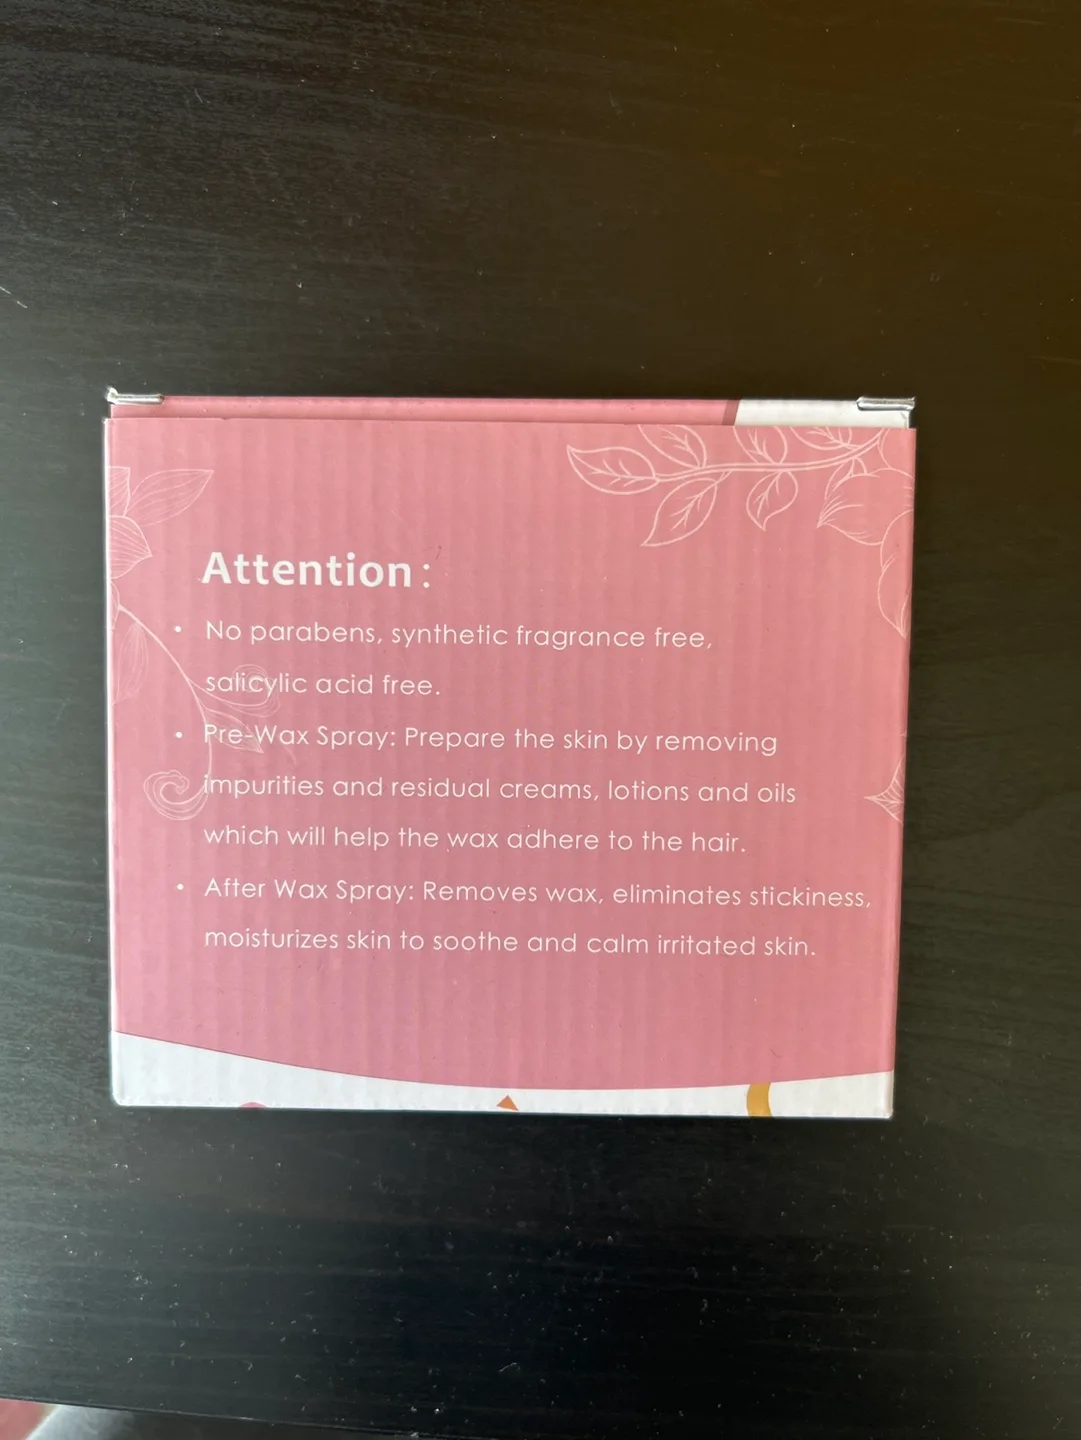 Attention:
• No parabens, synthetic fragrance free,
salicylic acid free.
• Pre-Wax Spray: Prepare the skin by removing
impurities and residual creams, lotions and oils
which will help the wax adhere to the hair.
• After Wax Spray: Removes wax, eliminates stickiness,
moisturizes skin to soothe and calm irritated skin.